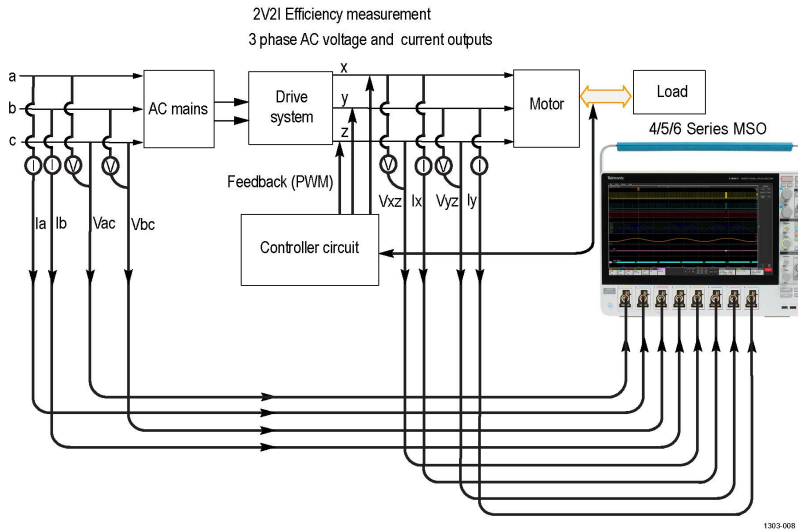 2V2I Efficiency measurement
3 phase AC voltage and current outputs
a
b
c
AC mains
Drive
system
x
y
z
Motor
Load
4/5/6 Series MSO
Tektronix
I
I
V
V
V
I
V
I
Feedback (PWM)
Ia
Ib
Vac
Vbc
Vxz
Ix
Vyz
Iy
Controller circuit
1303-008